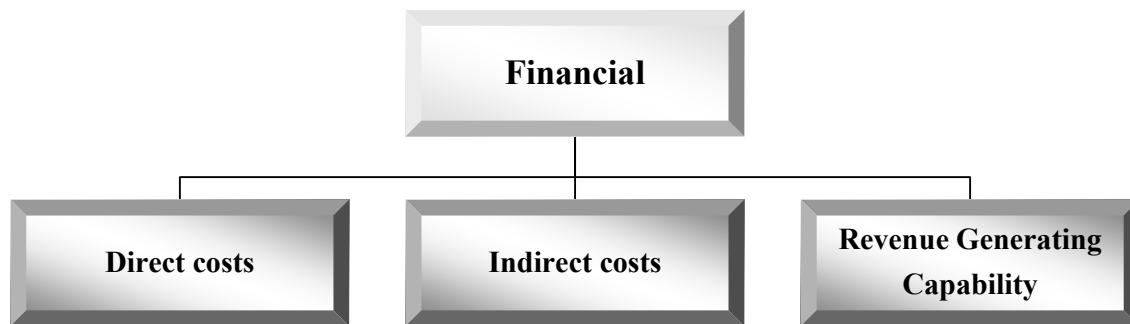 Financial
Direct costs
Indirect costs
Revenue Generating
Capability